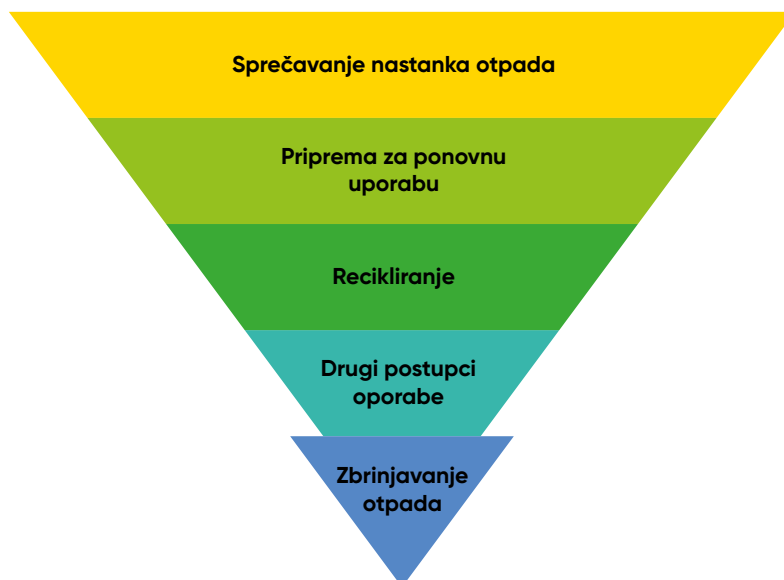 Sprečavanje nastanka otpada
Priprema za ponovnu
uporabu
Recikliranje
Drugi postupci
oporabe
Zbrinjavanje
otpada